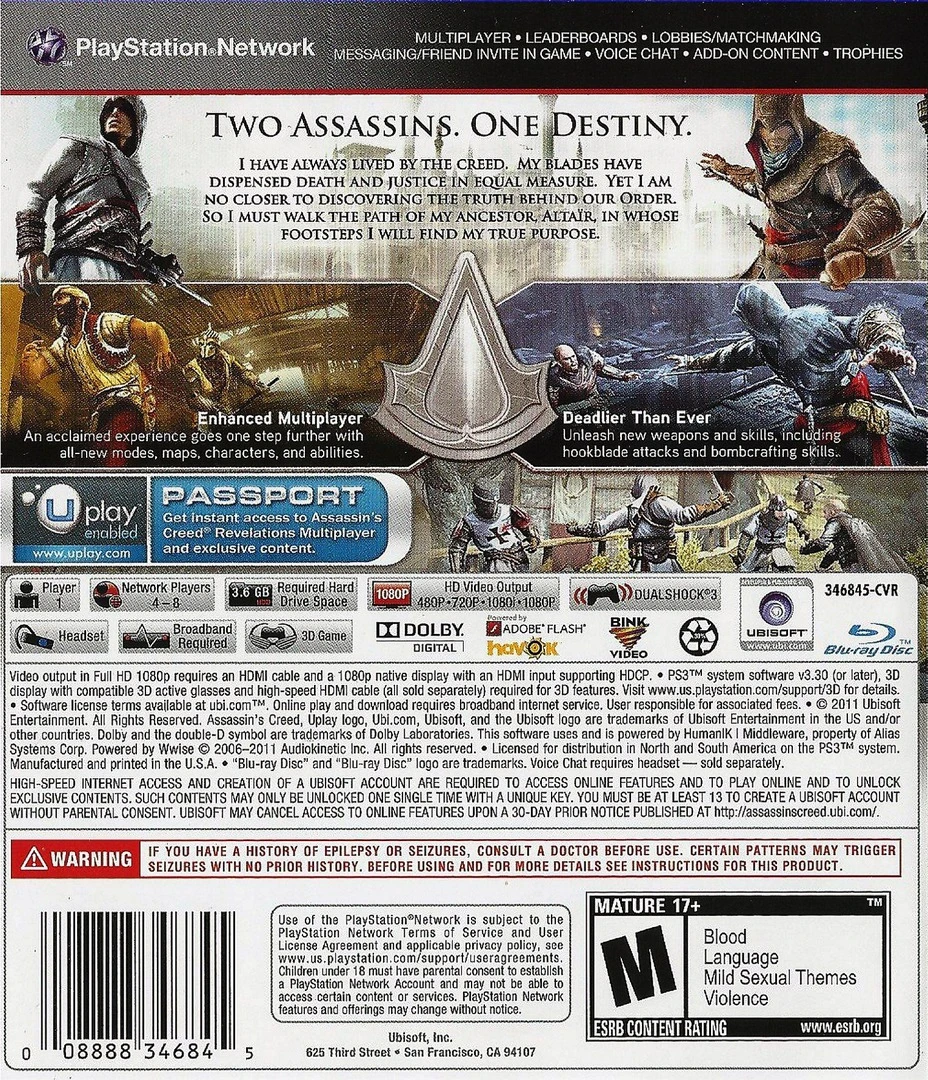 PlayStation®Network
SM
MULTIPLAYER • LEADERBOARDS • LOBBIES/MATCHMAKING
MESSAGING/FRIEND INVITE IN GAME • VOICE CHAT • ADD-ON CONTENT • TROPHIES
TWO ASSASSINS. ONE DESTINY.
I HAVE ALWAYS LIVED BY THE CREED. MY BLADES HAVE
DISPENSED DEATH AND JUSTICE IN EQUAL MEASURE. YET I AM
NO CLOSER TO DISCOVERING THE TRUTH BEHIND OUR ORDER.
SO I MUST WALK THE PATH OF MY ANCESTOR, ALTAÏR, IN WHOSE
FOOTSTEPS I WILL FIND MY TRUE PURPOSE.
Enhanced Multiplayer
An acclaimed experience goes one step further with
all-new modes, maps, characters, and abilities.
Deadlier Than Ever
Unleash new weapons and skills, including
hookblade attacks and bombcrafting skills.
U play
enabled
www.uplay.com
PASSPORT
Get instant access to Assassin's
Creed® Revelations Multiplayer
and exclusive content.
Player
1
Network Players
4–8
3.6 GB
HDD
Required Hard
Drive Space
1080P
HD Video Output
480P•720P•1080i•1080P
DUALSHOCK®3
UBISOFT
www.ubi.com
346845-CVR
Headset
Broadband
Required
3D Game
DOLBY
DIGITAL
Powered by
ADOBE® FLASH®
havok
BINK
VIDEO
Blu-ray Disc™
Video output in Full HD 1080p requires an HDMI cable and a 1080p native display with an HDMI input supporting HDCP. • PS3™ system software v3.30 (or later), 3D
display with compatible 3D active glasses and high-speed HDMI cable (all sold separately) required for 3D features. Visit www.us.playstation.com/support/3D for details.
• Software license terms available at ubi.com™. Online play and download requires broadband internet service. User responsible for associated fees. • © 2011 Ubisoft
Entertainment. All Rights Reserved. Assassin's Creed, Uplay logo, Ubi.com, Ubisoft, and the Ubisoft logo are trademarks of Ubisoft Entertainment in the US and/or
other countries. Dolby and the double-D symbol are trademarks of Dolby Laboratories. This software uses and is powered by HumanIK | Middleware, property of Alias
Systems Corp. Powered by Wwise © 2006–2011 Audiokinetic Inc. All rights reserved. • Licensed for distribution in North and South America on the PS3™ system.
Manufactured and printed in the U.S.A. • "Blu-ray Disc" and "Blu-ray Disc" logo are trademarks. Voice Chat requires headset — sold separately.
HIGH-SPEED INTERNET ACCESS AND CREATION OF A UBISOFT ACCOUNT ARE REQUIRED TO ACCESS ONLINE FEATURES AND TO PLAY ONLINE AND TO UNLOCK
EXCLUSIVE CONTENTS. SUCH CONTENTS MAY ONLY BE UNLOCKED ONE SINGLE TIME WITH A UNIQUE KEY. YOU MUST BE AT LEAST 13 TO CREATE A UBISOFT ACCOUNT
WITHOUT PARENTAL CONSENT. UBISOFT MAY CANCEL ACCESS TO ONLINE FEATURES UPON A 30-DAY PRIOR NOTICE PUBLISHED AT http://assassinscreed.ubi.com/.
WARNING
IF YOU HAVE A HISTORY OF EPILEPSY OR SEIZURES, CONSULT A DOCTOR BEFORE USE. CERTAIN PATTERNS MAY TRIGGER
SEIZURES WITH NO PRIOR HISTORY. BEFORE USING AND FOR MORE DETAILS SEE INSTRUCTIONS FOR THIS PRODUCT.
0 08888 34684 5
Use of the PlayStation®Network is subject to the
PlayStation Network Terms of Service and User
License Agreement and applicable privacy policy, see
www.us.playstation.com/support/useragreements.
Children under 18 must have parental consent to establish
a PlayStation Network Account and may not be able to
access certain content or services. PlayStation Network
features and offerings may change without notice.
Ubisoft, Inc.
625 Third Street • San Francisco, CA 94107
MATURE 17+ ™
M
Blood
Language
Mild Sexual Themes
Violence
ESRB CONTENT RATING www.esrb.org